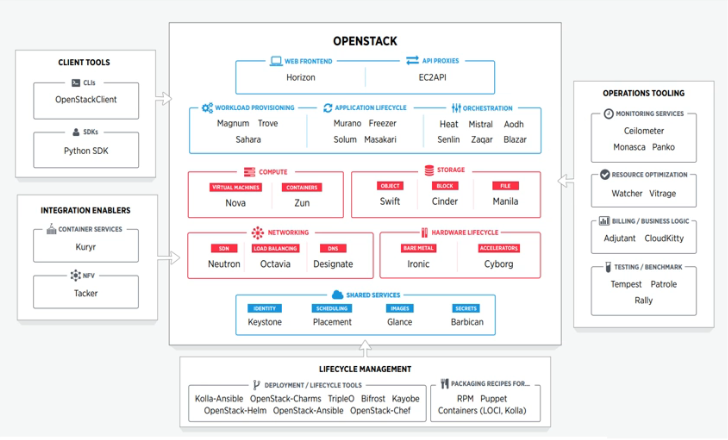 OPENSTACK
WEB FRONTEND
Horizon
API PROXIES
EC2API
WORKLOAD PROVISIONING
Magnum Trove
Sahara
APPLICATION LIFECYCLE
Murano Freezer
Solum Masakari
ORCHESTRATION
Heat Mistral Aodh
Senlin Zaqar Blazar
COMPUTE
VIRTUAL MACHINES
Nova
CONTAINERS
Zun
STORAGE
OBJECT
Swift
BLOCK
Cinder
FILE
Manila
NETWORKING
SDN
Neutron
LOAD BALANCING
Octavia
DNS
Designate
HARDWARE LIFECYCLE
BARE METAL
Ironic
ACCELERATORS
Cyborg
SHARED SERVICES
IDENTITY
Keystone
SCHEDULING
Placement
IMAGES
Glance
SECRETS
Barbican
CLIENT TOOLS
CLIs
OpenStackClient
SDKs
Python SDK
INTEGRATION ENABLERS
CONTAINER SERVICES
Kuryr
NFV
Tacker
OPERATIONS TOOLING
MONITORING SERVICES
Ceilometer
Monasca Panko
RESOURCE OPTIMIZATION
Watcher Vitrage
BILLING / BUSINESS LOGIC
Adjutant CloudKitty
TESTING / BENCHMARK
Tempest Patrole
Rally
LIFECYCLE MANAGEMENT
DEPLOYMENT / LIFECYCLE TOOLS
Kolla-Ansible OpenStack-Charms TripleO Bifrost Kayobe
OpenStack-Helm OpenStack-Ansible OpenStack-Chef
PACKAGING RECIPES FOR...
RPM Puppet
Containers (LOCI, Kolla)